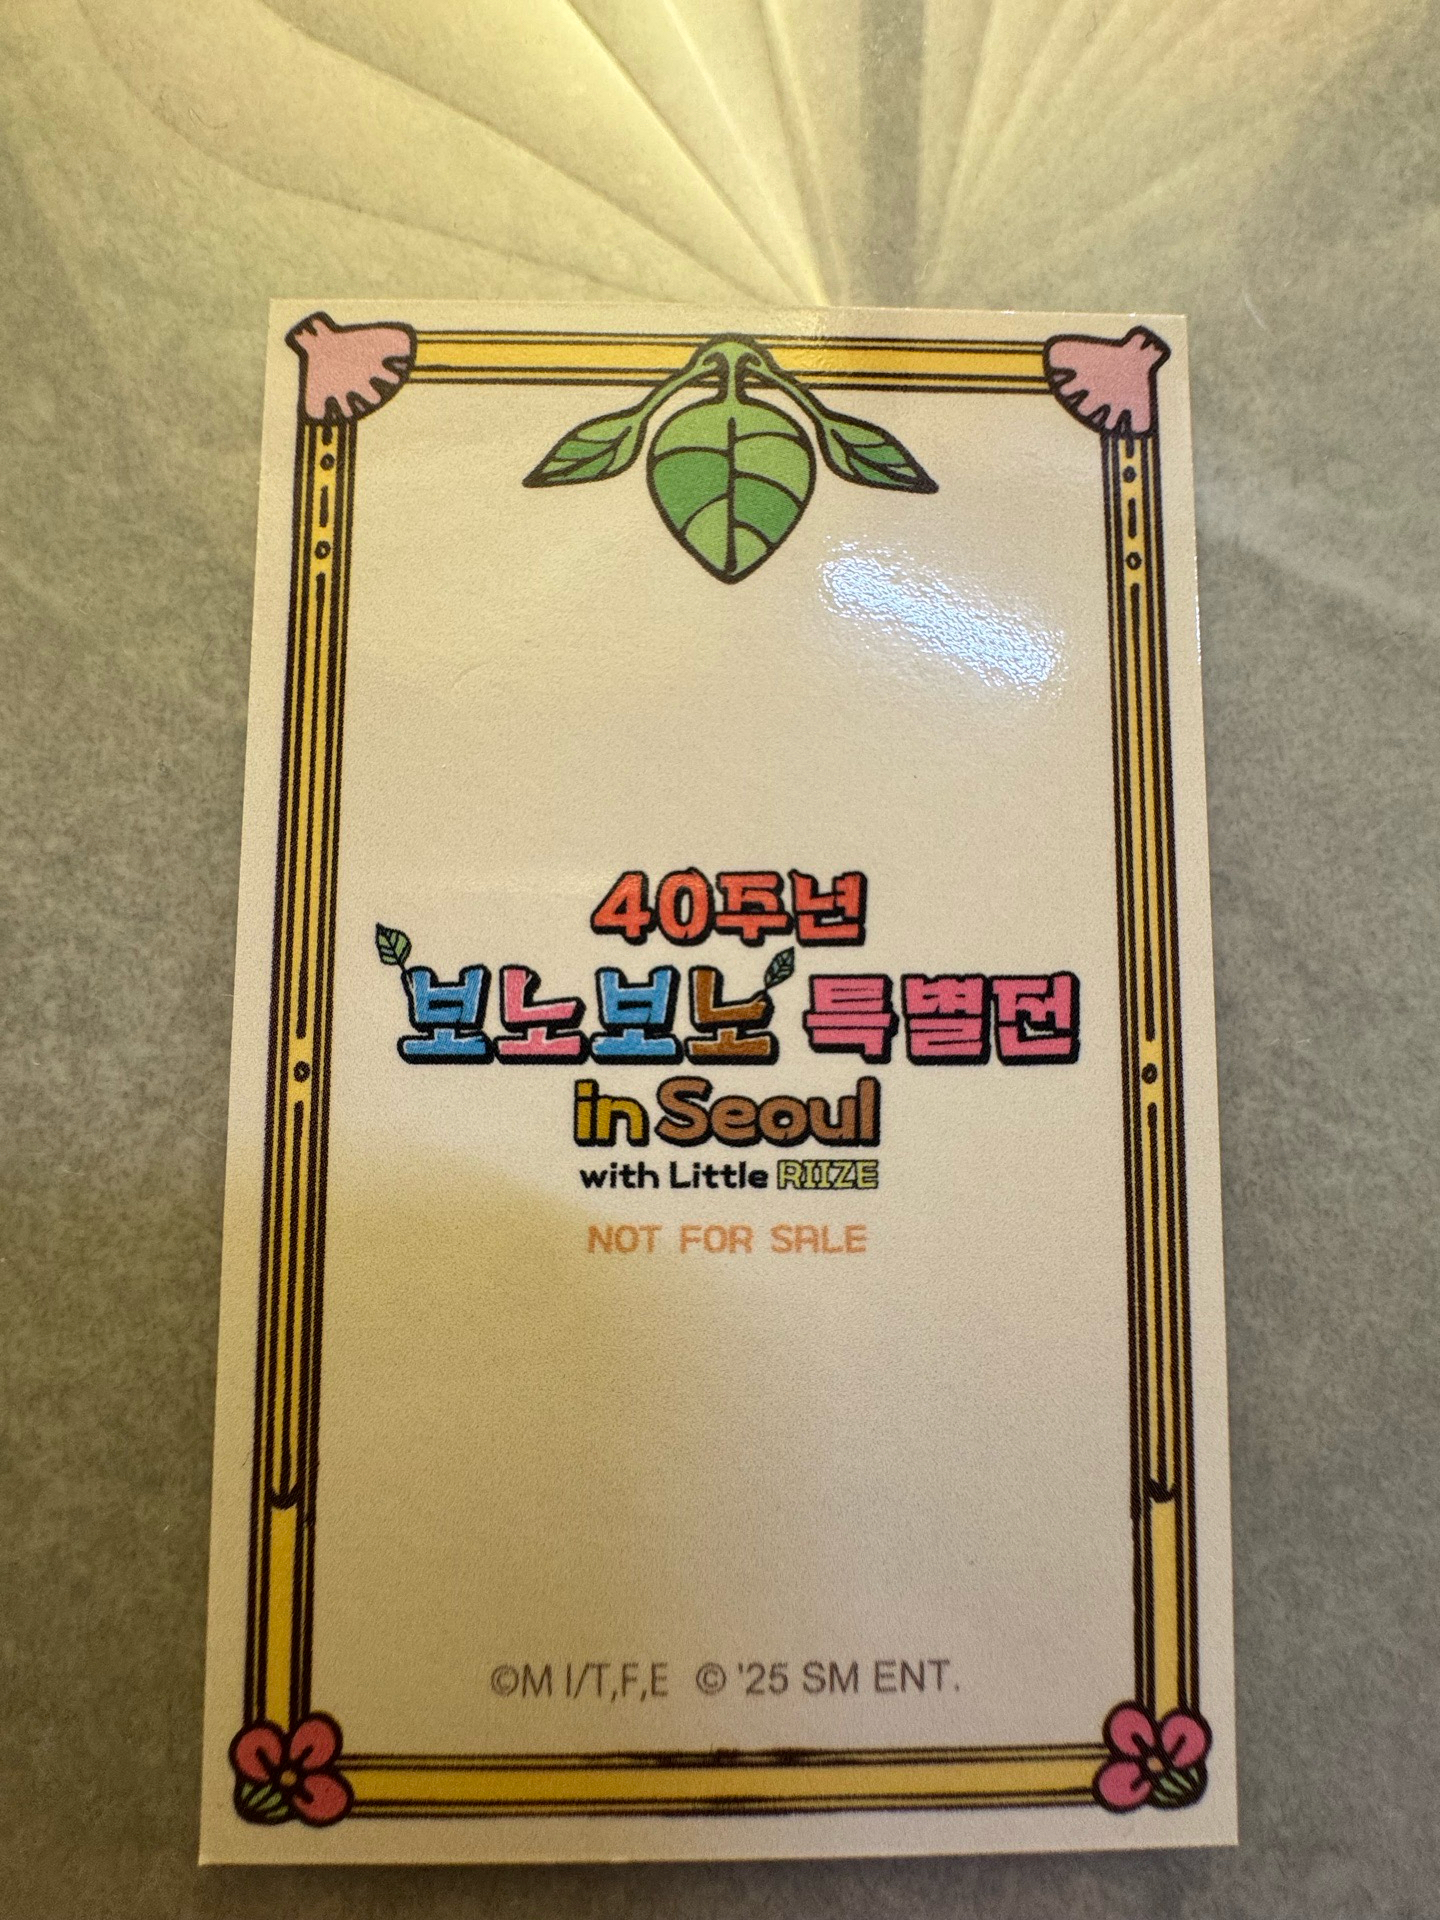 40주년
보노보노 특별전
in Seoul
with Little RIIZE
NOT FOR SALE
©M I/T,F,E © '25 SM ENT.